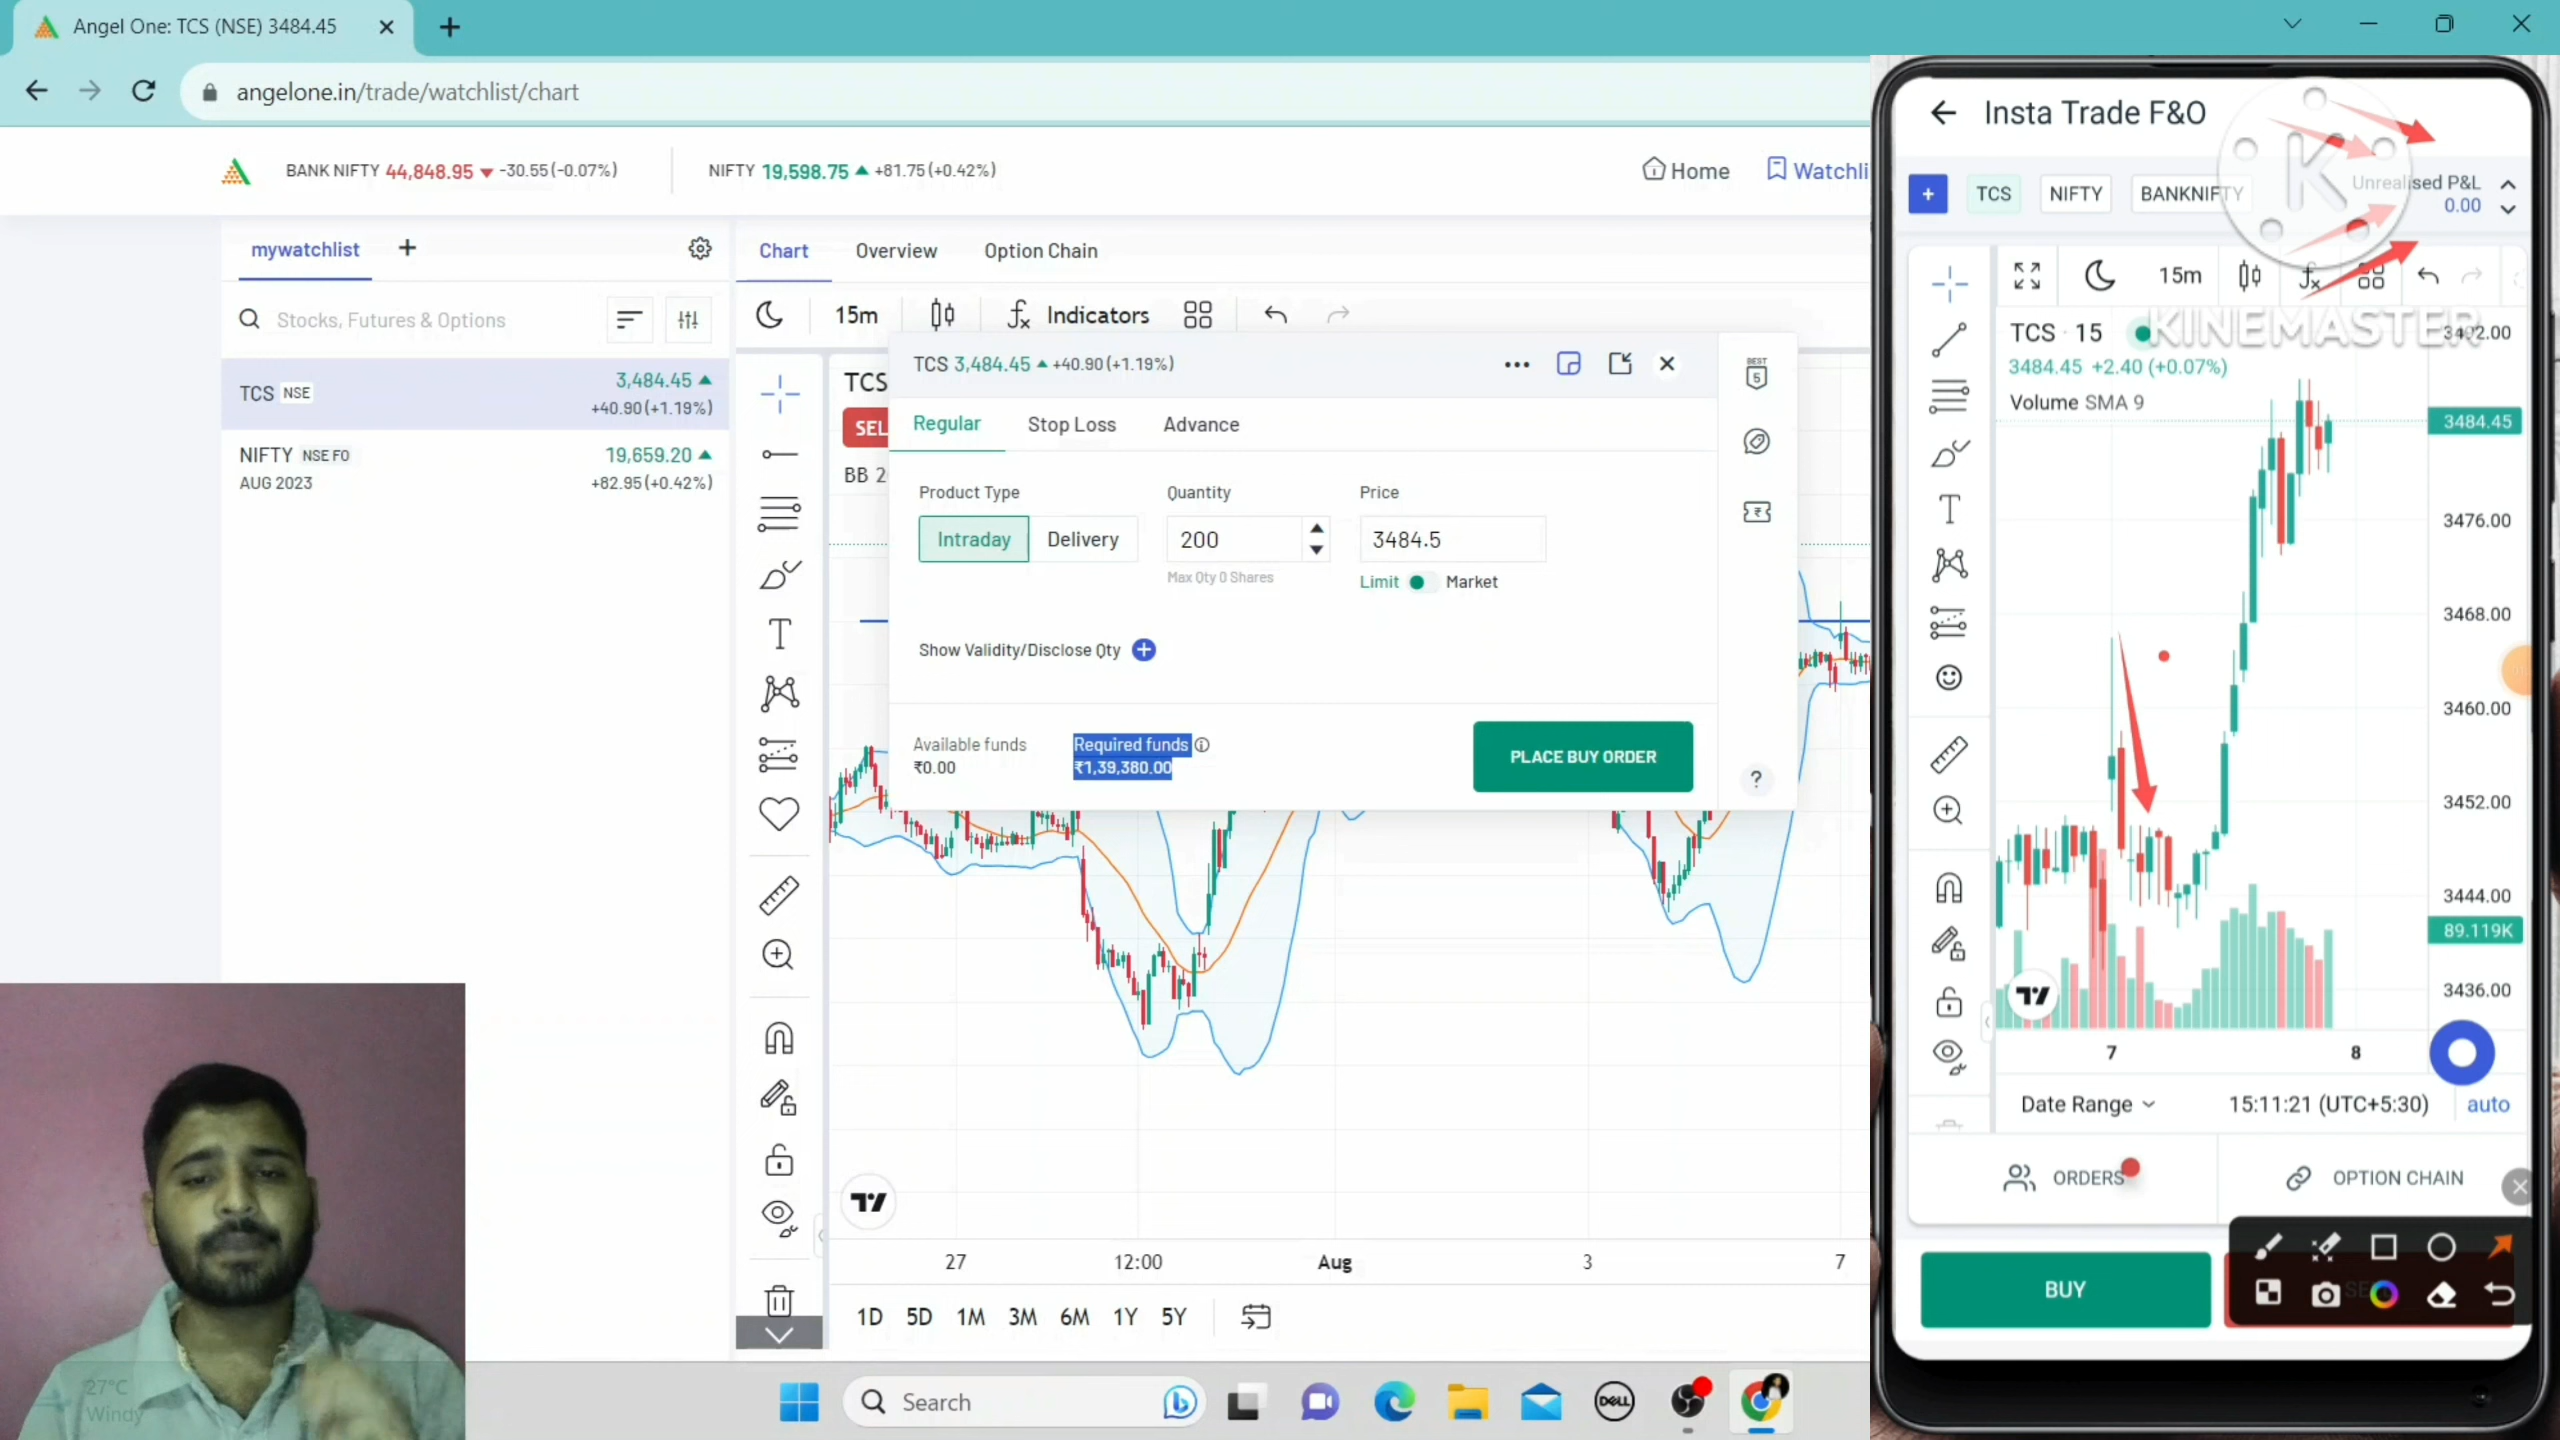 Angel One: TCS (NSE) 3484.45
angelone.in/trade/watchlist/chart
BANK NIFTY 44,848.95 -30.55(-0.07%)
NIFTY 19,598.75 +81.75(+0.42%)
Home
Watchli
mywatchlist
Stocks, Futures & Options
TCS NSE
3,484.45
+40.90(+1.19%)
NIFTY NSE FO
AUG 2023
19,659.20
+82.95(+0.42%)
Chart Overview Option Chain
15m Indicators
TCS
SEL
BB 2
TCS 3,484.45 +40.90(+1.19%)
BEST
5
Regular Stop Loss Advance
Product Type Quantity Price
Intraday Delivery 200 3484.5
Max Qty 0 Shares Limit Market
Show Validity/Disclose Qty
Available funds Required funds
₹0.00 ₹1,39,380.00
PLACE BUY ORDER
?
27 12:00 Aug 3 7
1D 5D 1M 3M 6M 1Y 5Y
27°C
Windy
Search
DELL
Insta Trade F&O
TCS NIFTY BANKNIFTY
Unrealised P&L
0.00
K
KINEMASTER
15m
TCS · 15
3484.45 +2.40 (+0.07%)
Volume SMA 9
3492.00
3484.45
3476.00
3468.00
3460.00
3452.00
3444.00
89.119K
3436.00
7 8
Date Range 15:11:21 (UTC+5:30) auto
ORDERS OPTION CHAIN
BUY